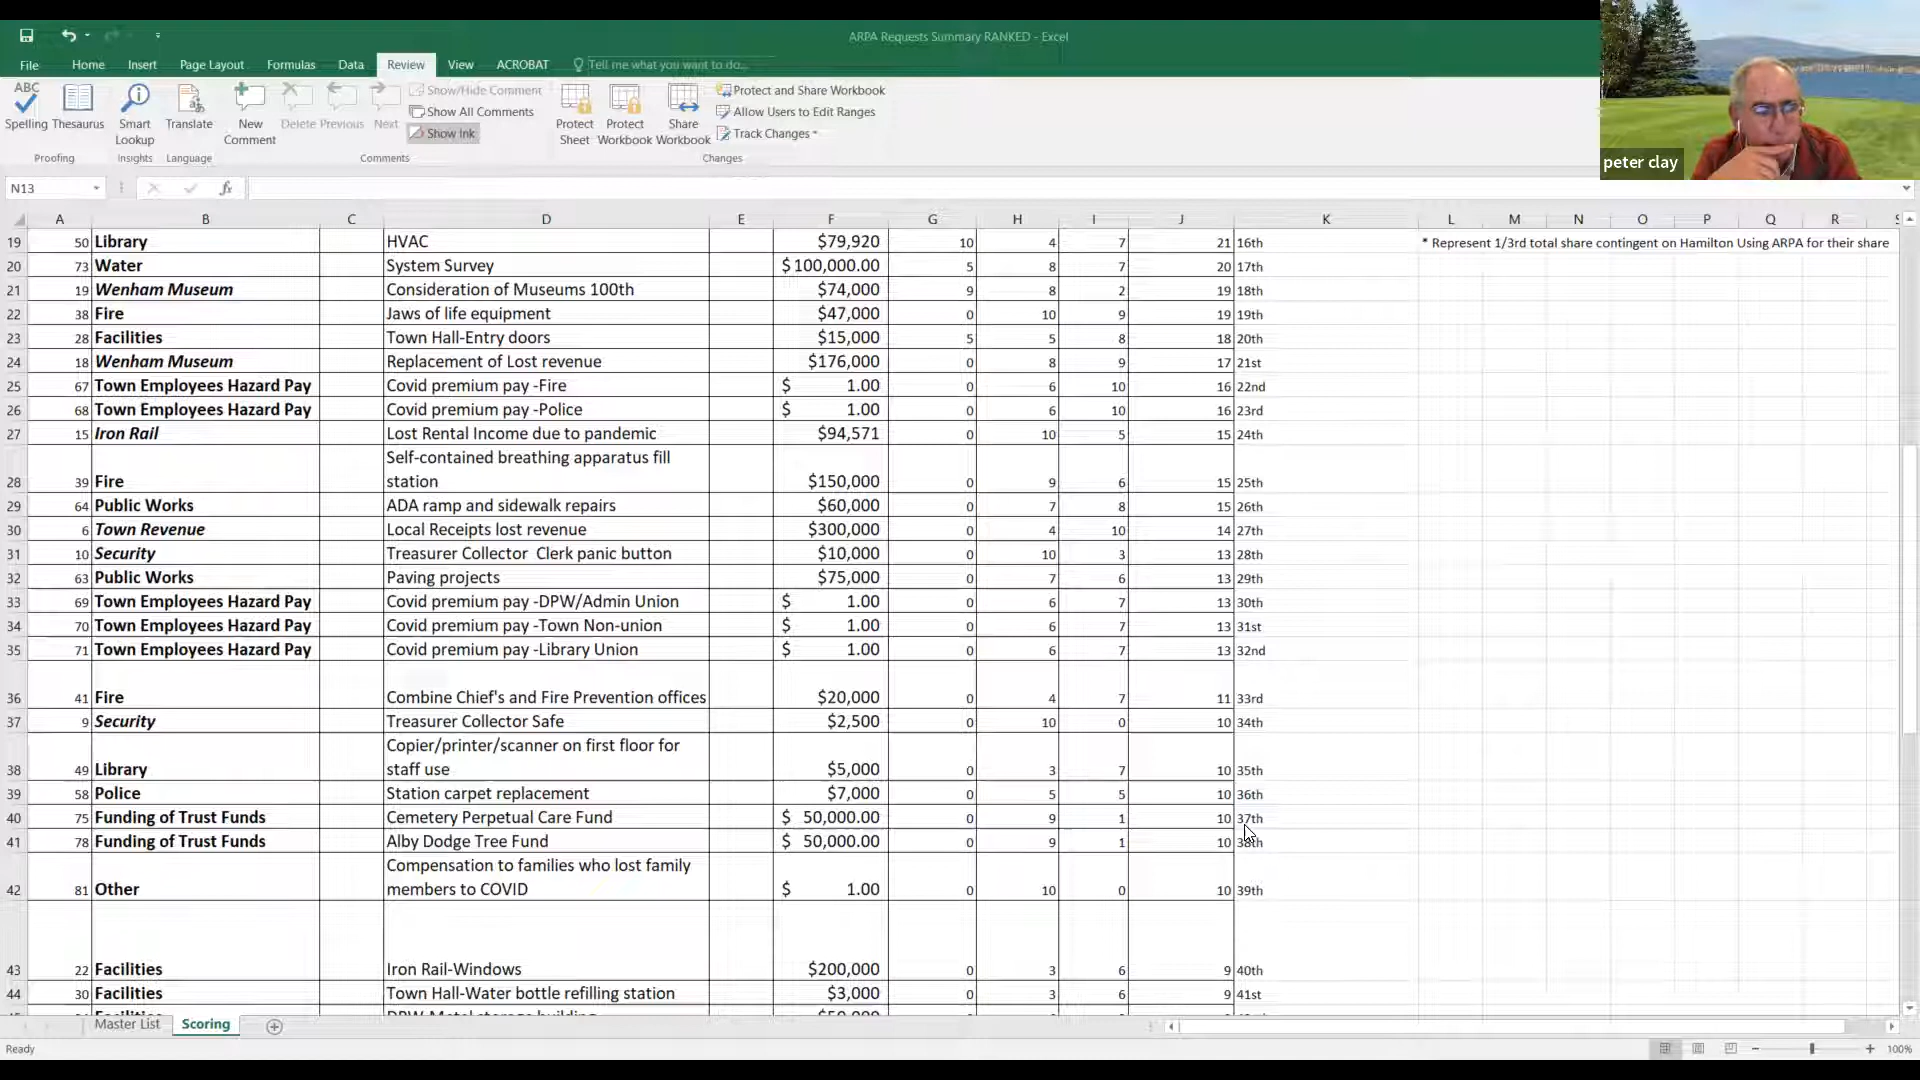 ARPA Requests Summary RANKED - Excel
File Home Insert Page Layout Formulas Data Review View ACROBAT Tell me what you want to do...
ABC
Spelling Thesaurus Smart Lookup Translate New Comment Delete Previous Next
Show/Hide Comment
Show All Comments
Show Ink
Protect Sheet Protect Workbook Share Workbook
Protect and Share Workbook
Allow Users to Edit Ranges
Track Changes
Proofing Insights Language Comments Changes
peter clay
N13 fx
A B C D E F G H I J K L M N O P Q R
19 50 Library HVAC $79,920 10 4 7 21 16th * Represent 1/3rd total share contingent on Hamilton Using ARPA for their share
20 73 Water System Survey $ 100,000.00 5 8 7 20 17th
21 19 Wenham Museum Consideration of Museums 100th $74,000 9 8 2 19 18th
22 38 Fire Jaws of life equipment $47,000 0 10 9 19 19th
23 28 Facilities Town Hall-Entry doors $15,000 5 5 8 18 20th
24 18 Wenham Museum Replacement of Lost revenue $176,000 0 8 9 17 21st
25 67 Town Employees Hazard Pay Covid premium pay -Fire $ 1.00 0 6 10 16 22nd
26 68 Town Employees Hazard Pay Covid premium pay -Police $ 1.00 0 6 10 16 23rd
27 15 Iron Rail Lost Rental Income due to pandemic $94,571 0 10 5 15 24th
Self-contained breathing apparatus fill
28 39 Fire station $150,000 0 9 6 15 25th
29 64 Public Works ADA ramp and sidewalk repairs $60,000 0 7 8 15 26th
30 6 Town Revenue Local Receipts lost revenue $300,000 0 4 10 14 27th
31 10 Security Treasurer Collector Clerk panic button $10,000 0 10 3 13 28th
32 63 Public Works Paving projects $75,000 0 7 6 13 29th
33 69 Town Employees Hazard Pay Covid premium pay -DPW/Admin Union $ 1.00 0 6 7 13 30th
34 70 Town Employees Hazard Pay Covid premium pay -Town Non-union $ 1.00 0 6 7 13 31st
35 71 Town Employees Hazard Pay Covid premium pay -Library Union $ 1.00 0 6 7 13 32nd
36 41 Fire Combine Chief's and Fire Prevention offices $20,000 0 4 7 11 33rd
37 9 Security Treasurer Collector Safe $2,500 0 10 0 10 34th
Copier/printer/scanner on first floor for
38 49 Library staff use $5,000 0 3 7 10 35th
39 58 Police Station carpet replacement $7,000 0 5 5 10 36th
40 75 Funding of Trust Funds Cemetery Perpetual Care Fund $ 50,000.00 0 9 1 10 37th
41 78 Funding of Trust Funds Alby Dodge Tree Fund $ 50,000.00 0 9 1 10 38th
Compensation to families who lost family
42 81 Other members to COVID $ 1.00 0 10 0 10 39th
43 22 Facilities Iron Rail-Windows $200,000 0 3 6 9 40th
44 30 Facilities Town Hall-Water bottle refilling station $3,000 0 3 6 9 41st
Master List Scoring
Ready 100%